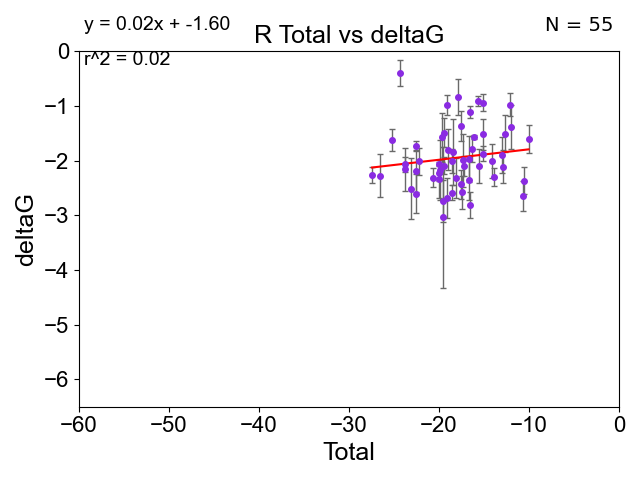 y = 0.02x + -1.60
R Total vs deltaG
N = 55
r^2 = 0.02
0
−1
−2
−3
−4
−5
−6
deltaG
−60 −50 −40 −30 −20 −10 0
Total